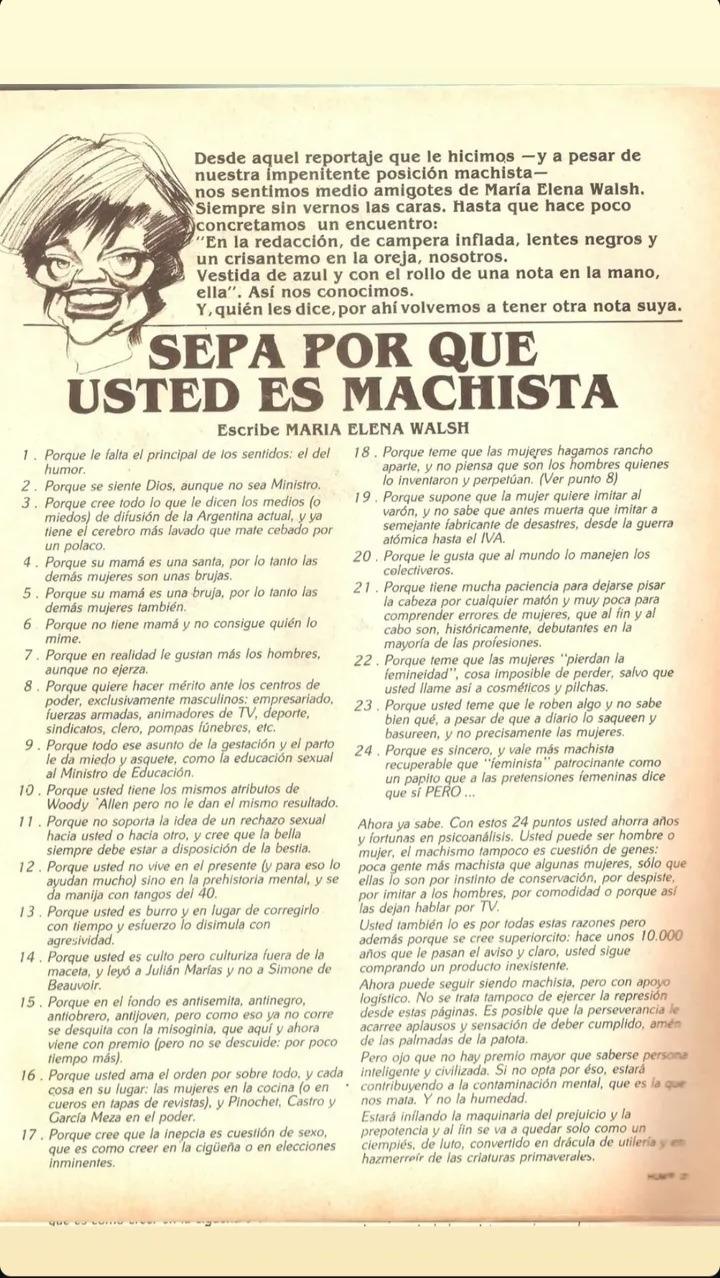 Desde aquel reportaje que le hicimos —y a pesar de
nuestra impenitente posición machista—
nos sentimos medio amigotes de María Elena Walsh.
Siempre sin vernos las caras. Hasta que hace poco
concretamos un encuentro:
"En la redacción, de campera inflada, lentes negros y
un crisantemo en la oreja, nosotros.
Vestida de azul y con el rollo de una nota en la mano,
ella". Así nos conocimos.
Y, quién les dice, por ahí volvemos a tener otra nota suya.
SEPA POR QUE
USTED ES MACHISTA
Escribe MARIA ELENA WALSH
1 . Porque le falta el principal de los sentidos: el del
humor.
2 . Porque se siente Dios, aunque no sea Ministro.
3 . Porque cree todo lo que le dicen los medios (o
miedos) de difusión de la Argentina actual, y ya
tiene el cerebro más lavado que mate cebado por
un polaco.
4 . Porque su mamá es una santa, por lo tanto las
demás mujeres son unas brujas.
5 . Porque su mamá es una bruja, por lo tanto las
demás mujeres también.
6 Porque no tiene mamá y no consigue quién lo
mime.
7 . Porque en realidad le gustan más los hombres,
aunque no ejerza.
8 . Porque quiere hacer mérito ante los centros de
poder, exclusivamente masculinos: empresariado,
fuerzas armadas, animadores de TV, deporte,
sindicatos, clero, pompas fúnebres, etc.
9 . Porque todo ese asunto de la gestación y el parto
le da miedo y asquete, como la educación sexual
al Ministro de Educación.
10 . Porque usted tiene los mismos atributos de
Woody Allen pero no le dan el mismo resultado.
11 . Porque no soporta la idea de un rechazo sexual
hacia usted o hacia otro, y cree que la bella
siempre debe estar a disposición de la bestia.
12 . Porque usted no vive en el presente (y para eso lo
ayudan mucho) sino en la prehistoria mental, y se
da manija con tangos del 40.
13 . Porque usted es burro y en lugar de corregirlo
con tiempo y esfuerzo lo disimula con
agresividad.
14 . Porque usted es culto pero culturiza fuera de la
maceta, y leyó a Julián Marías y no a Simone de
Beauvoir.
15 . Porque en el fondo es antisemita, antinegro,
antiobrero, antijoven, pero como eso ya no corre
se desquita con la misoginia, que aquí y ahora
viene con premio (pero no se descuide: por poco
tiempo más).
16 . Porque usted ama el orden por sobre todo, y cada
cosa en su lugar: las mujeres en la cocina (o en
cueros en tapas de revistas), y Pinochet, Castro y
García Meza en el poder.
17 . Porque cree que la inepcia es cuestión de sexo,
que es como creer en la cigüeña o en elecciones
inminentes.
18 . Porque teme que las mujeres hagamos rancho
aparte, y no piensa que son los hombres quienes
lo inventaron y perpetúan. (Ver punto 8)
19 . Porque supone que la mujer quiere imitar al
varón, y no sabe que antes muerta que imitar a
semejante fabricante de desastres, desde la guerra
atómica hasta el IVA.
20 . Porque le gusta que al mundo lo manejen los
colectiveros.
21 . Porque tiene mucha paciencia para dejarse pisar
la cabeza por cualquier matón y muy poca para
comprender errores de mujeres, que al fin y al
cabo son, históricamente, debutantes en la
mayoría de las profesiones.
22 . Porque teme que las mujeres "pierdan la
femineidad", cosa imposible de perder, salvo que
usted llame así a cosméticos y pilchas.
23 . Porque usted teme que le roben algo y no sabe
bien qué, a pesar de que a diario lo saqueen y
basureen, y no precisamente las mujeres.
24 . Porque es sincero, y vale más machista
recuperable que "feminista" patrocinante como
un papito que a las pretensiones femeninas dice
que sí PERO ...
Ahora ya sabe. Con estos 24 puntos usted ahorra años
y fortunas en psicoanálisis. Usted puede ser hombre o
mujer, el machismo tampoco es cuestión de genes:
poca gente más machista que algunas mujeres, sólo que
ellas lo son por instinto de conservación, por despiste,
por imitar a los hombres, por comodidad o porque así
las dejan hablar por TV.
Usted también lo es por todas estas razones pero
además porque se cree superiorcito: hace unos 10.000
años que le pasan el aviso y claro, usted sigue
comprando un producto inexistente.
Ahora puede seguir siendo machista, pero con apoyo
logístico. No se trata tampoco de ejercer la represión
desde estas páginas. Es posible que la perseverancia le
acarree aplausos y sensación de deber cumplido, amén
de las palmadas de la patota.
Pero ojo que no hay premio mayor que saberse persona
inteligente y civilizada. Si no opta por éso, estará
contribuyendo a la contaminación mental, que es la que
nos mata. Y no la humedad.
Estará inflando la maquinaria del prejuicio y la
prepotencia y al fin se va a quedar solo como un
ciempiés, de luto, convertido en drácula de utilería y en
hazmerreír de las criaturas primaverales.